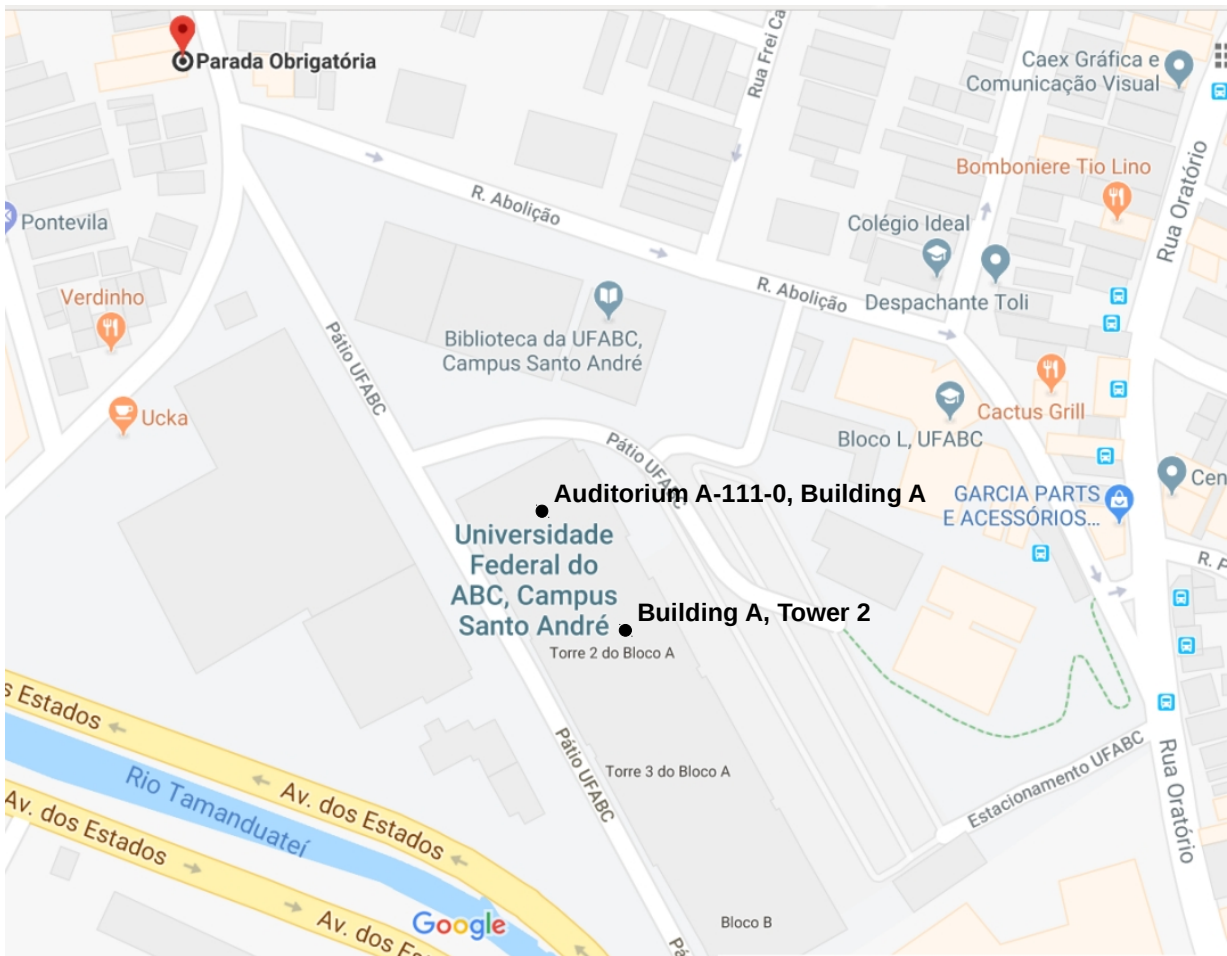 Parada Obrigatória
Rua Frei Ca
Caex Gráfica e
Comunicação Visual
Bomboniere Tio Lino
Rua Oratório
R. Abolição
Pontevila
Colégio Ideal
R. Abolição
Despachante Toli
Verdinho
Biblioteca da UFABC,
Campus Santo André
Pátio UFABC
Ucka
Cactus Grill
Bloco L, UFABC
Pátio UFABC
Cen
Auditorium A-111-0, Building A
GARCIA PARTS
E ACESSÓRIOS...
Universidade
Federal do
ABC, Campus
Santo André
R. F
Building A, Tower 2
Torre 2 do Bloco A
s Estados
Pátio UFABC
Torre 3 do Bloco A
Estacionamento UFABC
Rua Oratório
Rio Tamanduateí
Av. dos Estados
Av. dos Estados
Google
Bloco B
Av. dos Es
Pá